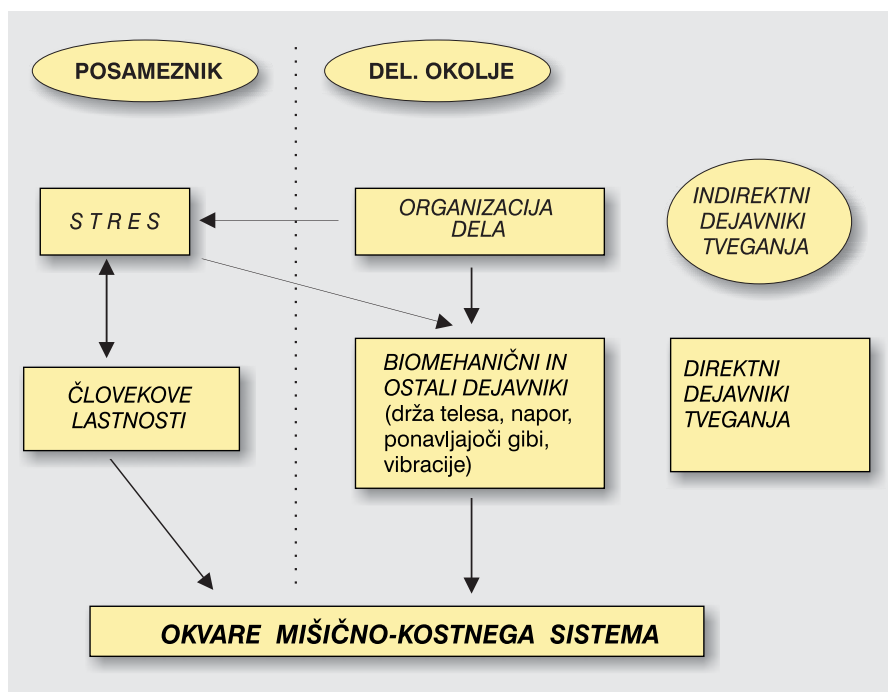 POSAMEZNIK
DEL. OKOLJE
STRES
ORGANIZACIJA
DELA
INDIREKTNI
DEJAVNIKI
TVEGANJA
ČLOVEKOVE
LASTNOSTI
BIOMEHANIČNI IN
OSTALI DEJAVNIKI
(drža telesa, napor,
ponavljajoči gibi,
vibracije)
DIREKTNI
DEJAVNIKI
TVEGANJA
OKVARE MIŠIČNO-KOSTNEGA SISTEMA